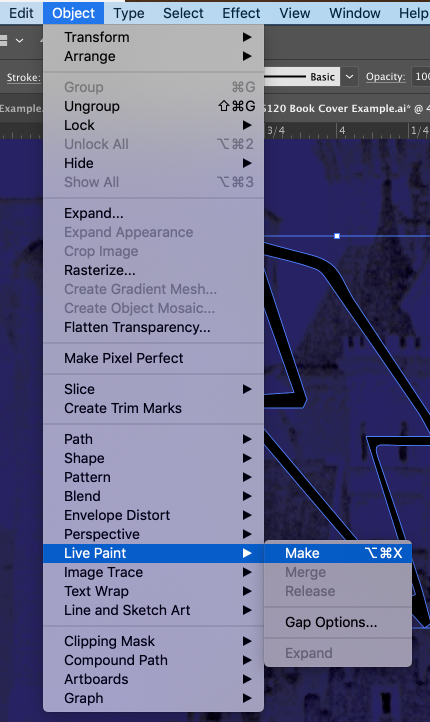 Edit Object Type Select Effect View Window Help
Transform
Arrange
Stroke: Basic Opacity: 100
Group ⌘G
Example. S120 Book Cover Example.ai* @ 4
Ungroup ⇧⌘G
Lock
3/4 4 1/4
Unlock All ⌥⌘2
Hide
Show All ⌥⌘3
Expand...
Expand Appearance
Crop Image
Rasterize...
Create Gradient Mesh...
Create Object Mosaic...
Flatten Transparency...
Make Pixel Perfect
Slice
Create Trim Marks
Path
Shape
Pattern
Blend
Envelope Distort
Perspective
Live Paint Make ⌥⌘X
Image Trace Merge
Text Wrap Release
Line and Sketch Art Gap Options...
Clipping Mask Expand
Compound Path
Artboards
Graph